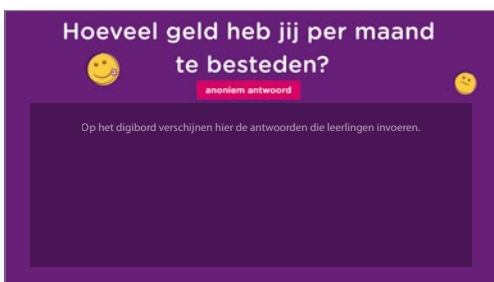 Hoeveel geld heb jij per maand
te besteden?
anoniem antwoord
Op het digibord verschijnen hier de antwoorden die leerlingen invoeren.